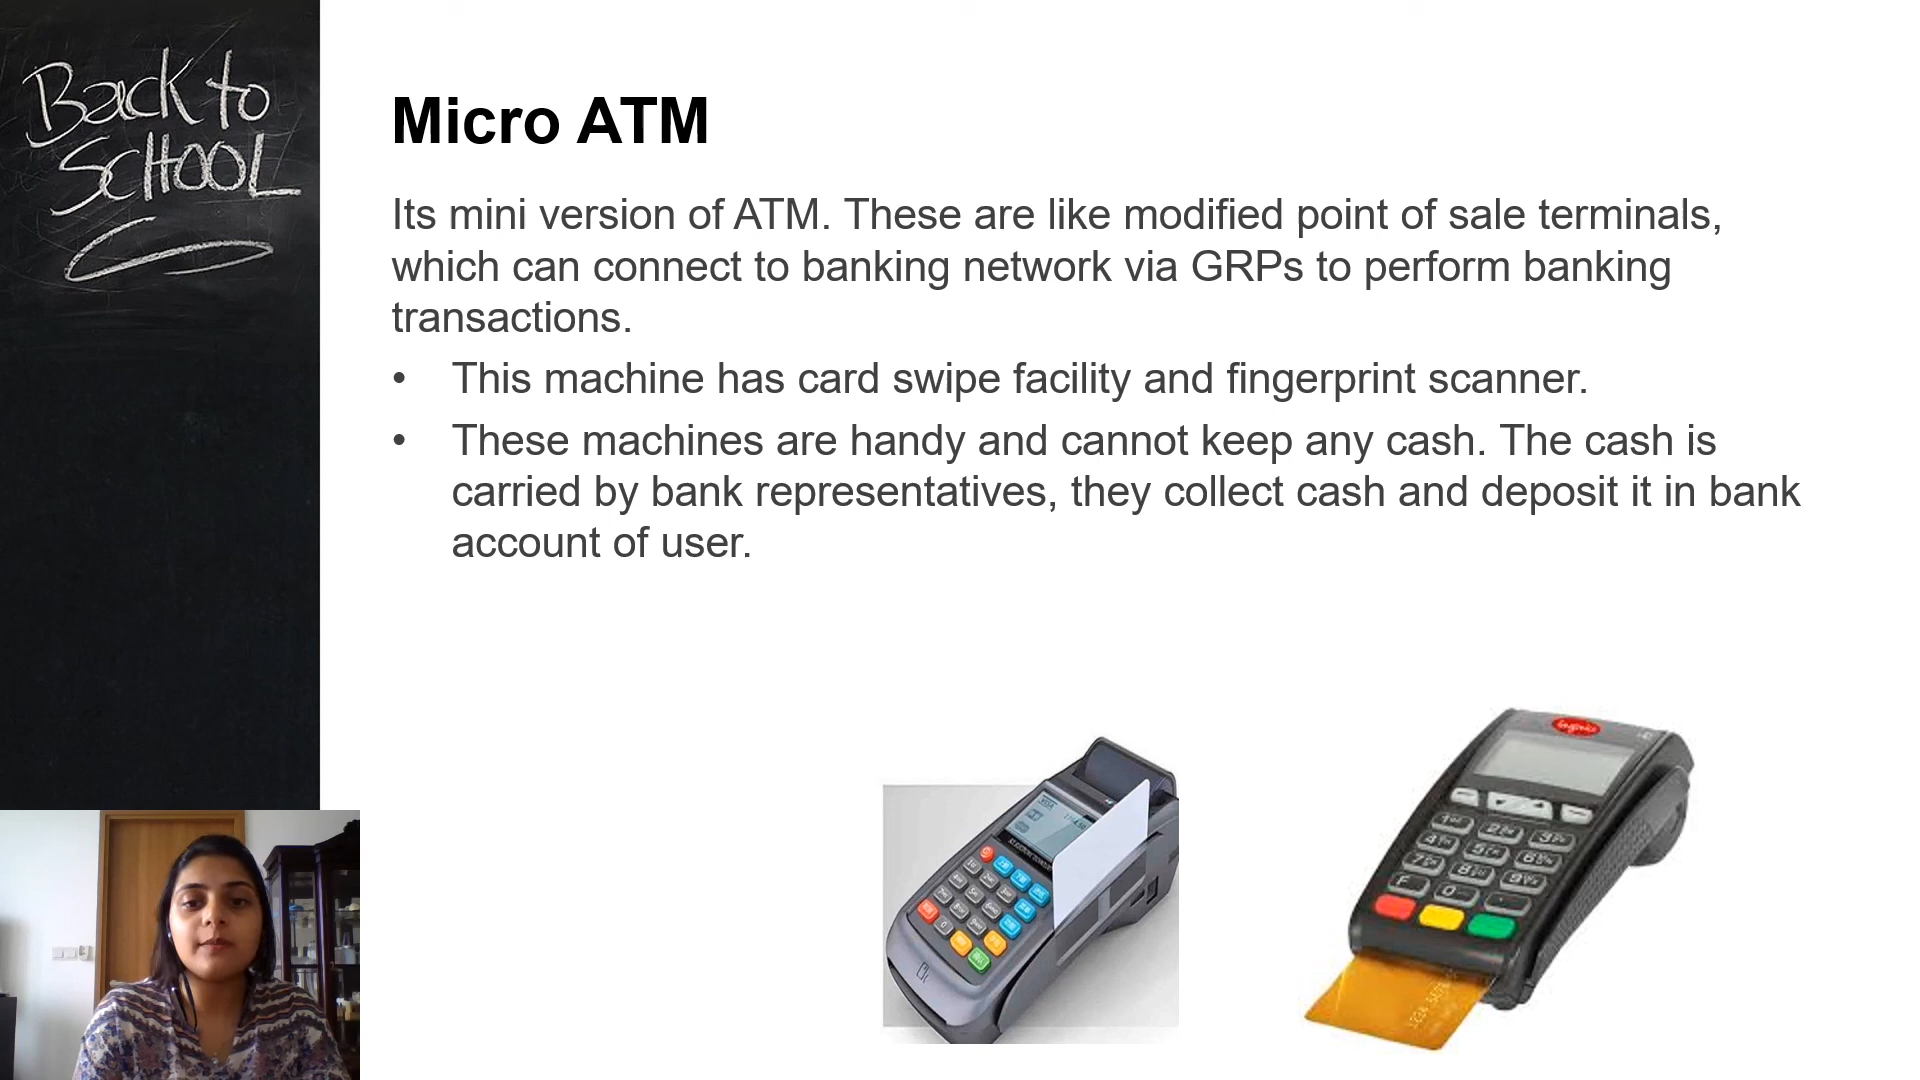 Back to
SCHOOL
Micro ATM
Its mini version of ATM. These are like modified point of sale terminals,
which can connect to banking network via GRPs to perform banking
transactions.
• This machine has card swipe facility and fingerprint scanner.
• These machines are handy and cannot keep any cash. The cash is
carried by bank representatives, they collect cash and deposit it in bank
account of user.